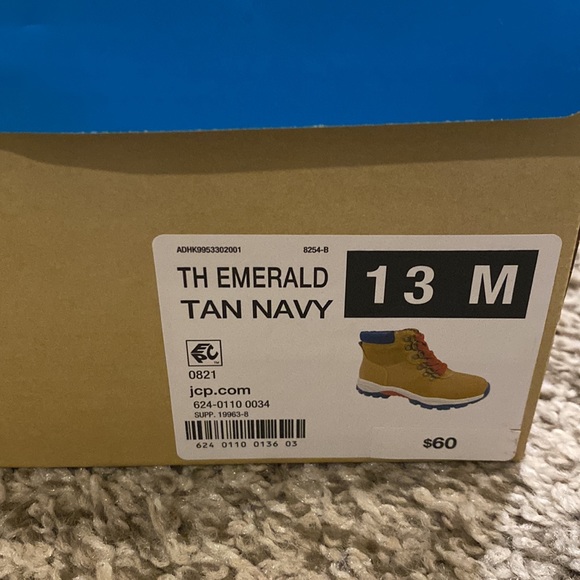 ADHK9953302001 8254-B
TH EMERALD
TAN NAVY
13 M
EPC
0821
jcp.com
624-0110 0034
SUPP. 19963-8
624 0110 0136 03
$60